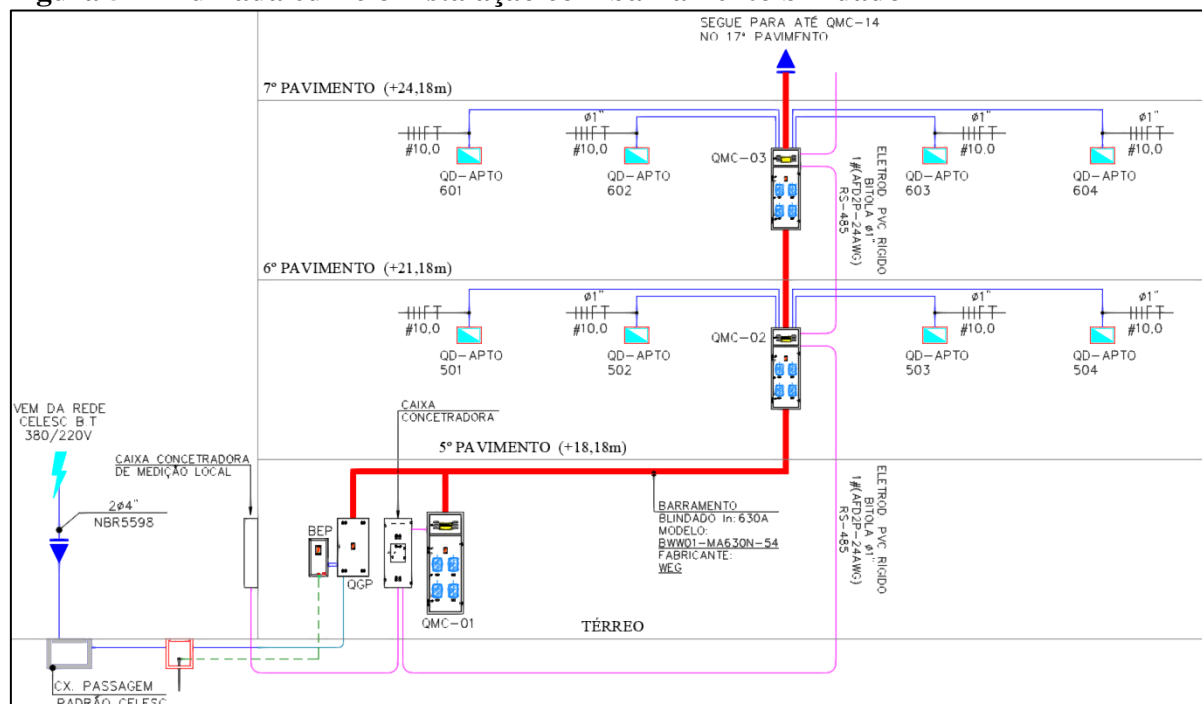 SEGUE PARA ATÉ QMC-14
NO 17º PAVIMENTO
7º PAVIMENTO (+24,18m)
ø1"
ø1"
ø1"
#10,0
#10,0
#10.0
#10,0
QMC-03
QD-APTO
601
QD-APTO
602
QD-APTO
603
QD-APTO
604
ELETROD PVC RIGIDO
BITOLA ø1"
1#(AFD2P-24AWG)
RS-485
6º PAVIMENTO (+21,18m)
ø1"
ø1"
ø1"
#10,0
#10,0
#10,0
#10,0
QMC-02
QD-APTO
501
QD-APTO
502
QD-APTO
503
QD-APTO
504
VEM DA REDE
CELESC B T
380/220V
CAIXA
CONCETRADORA
5º PAVIMENTO (+18,18m)
CAIXA CONCETRADORA
DE MEDIÇÃO LOCAL
2ø4"
NBR5598
BEP
QGP
QMC-01
BARRAMENTO
BLINDADO In: 630A
MODELO:
BWW01-MA630N-54
FABRICANTE:
WEG
ELETROD PVC RIGIDO
BITOLA ø1"
1#(AFD2P-24AWG)
RS-485
TÉRREO
CX. PASSAGEM
PADRÃO CELESC